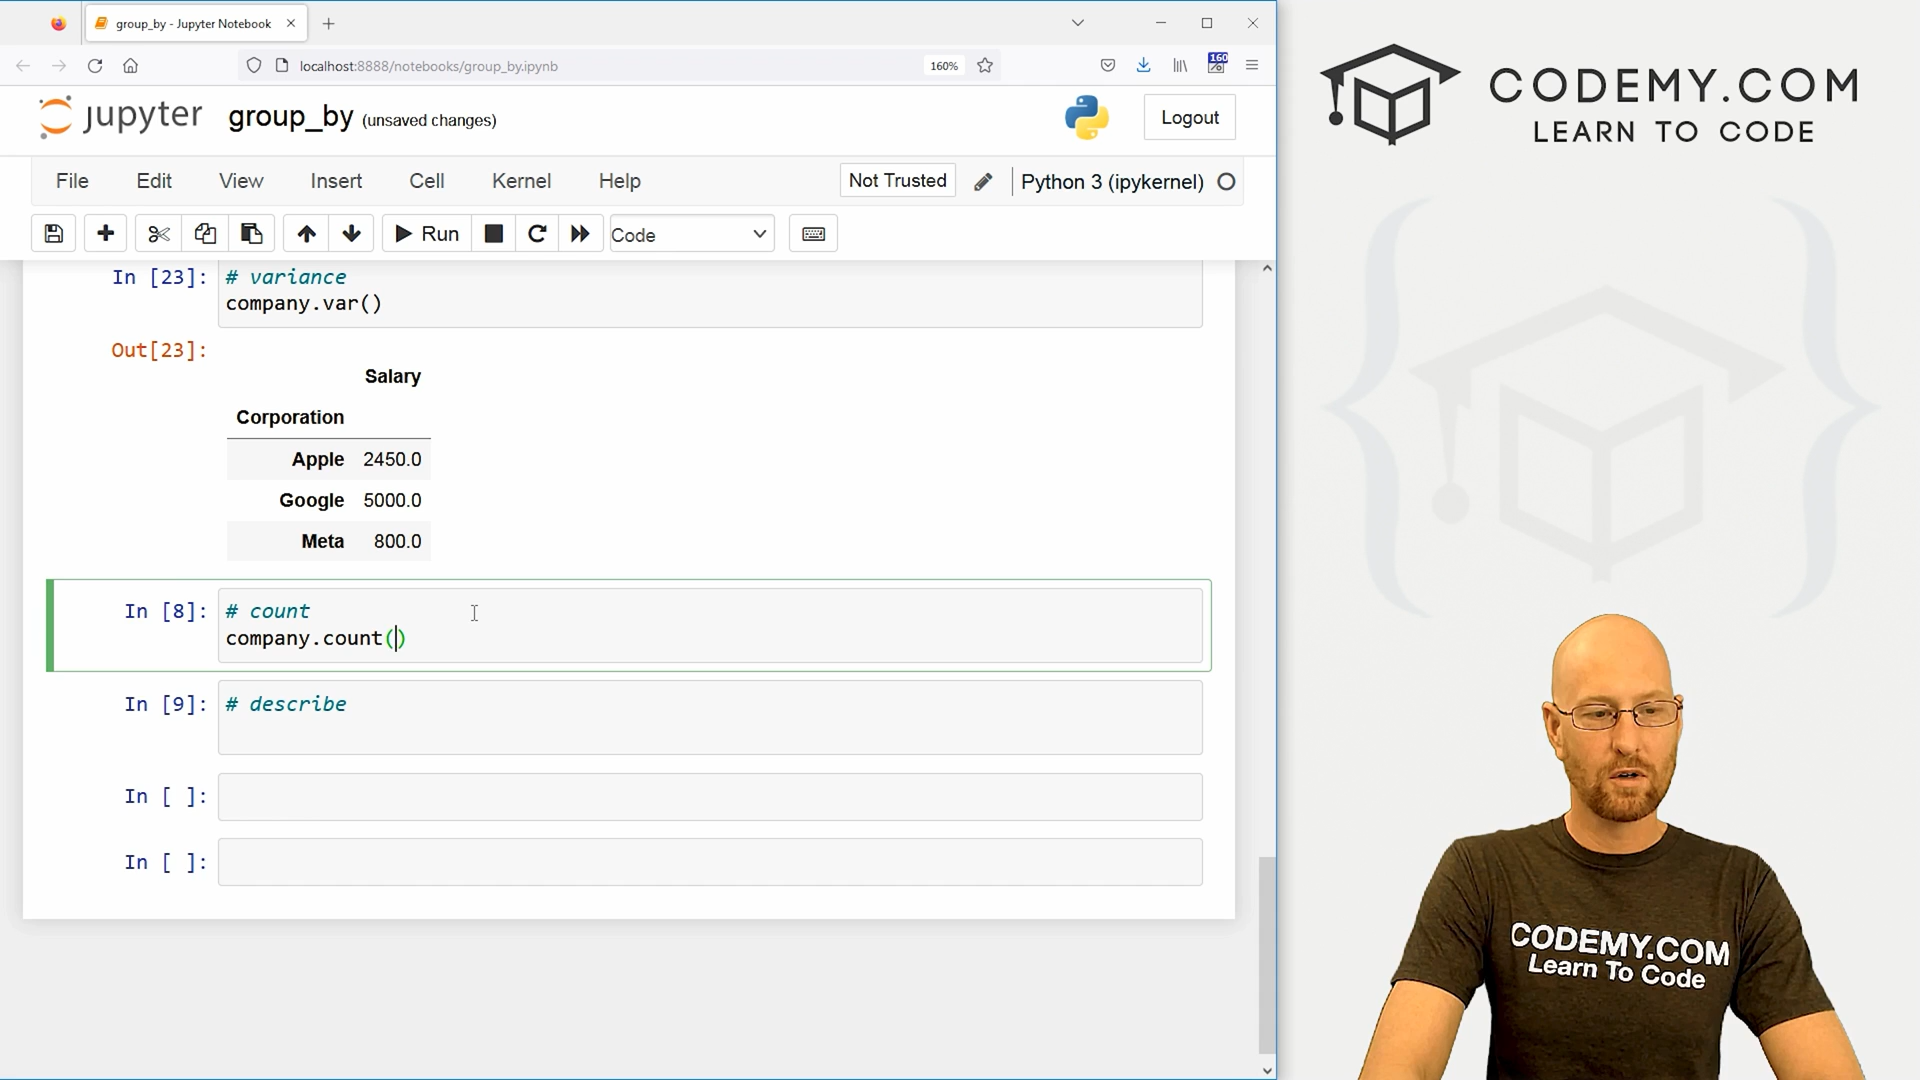 group_by - Jupyter Notebook
localhost:8888/notebooks/group_by.ipynb
160%
160
jupyter group_by (unsaved changes)
Logout
File Edit View Insert Cell Kernel Help
Not Trusted
Python 3 (ipykernel)
Run
Code
In [23]: # variance
company.var()
Out[23]:
Salary
Corporation
Apple 2450.0
Google 5000.0
Meta 800.0
In [8]: # count
company.count()
In [9]: # describe
In [ ]:
In [ ]:
CODEMY.COM
LEARN TO CODE
CODEMY.COM
Learn To Code